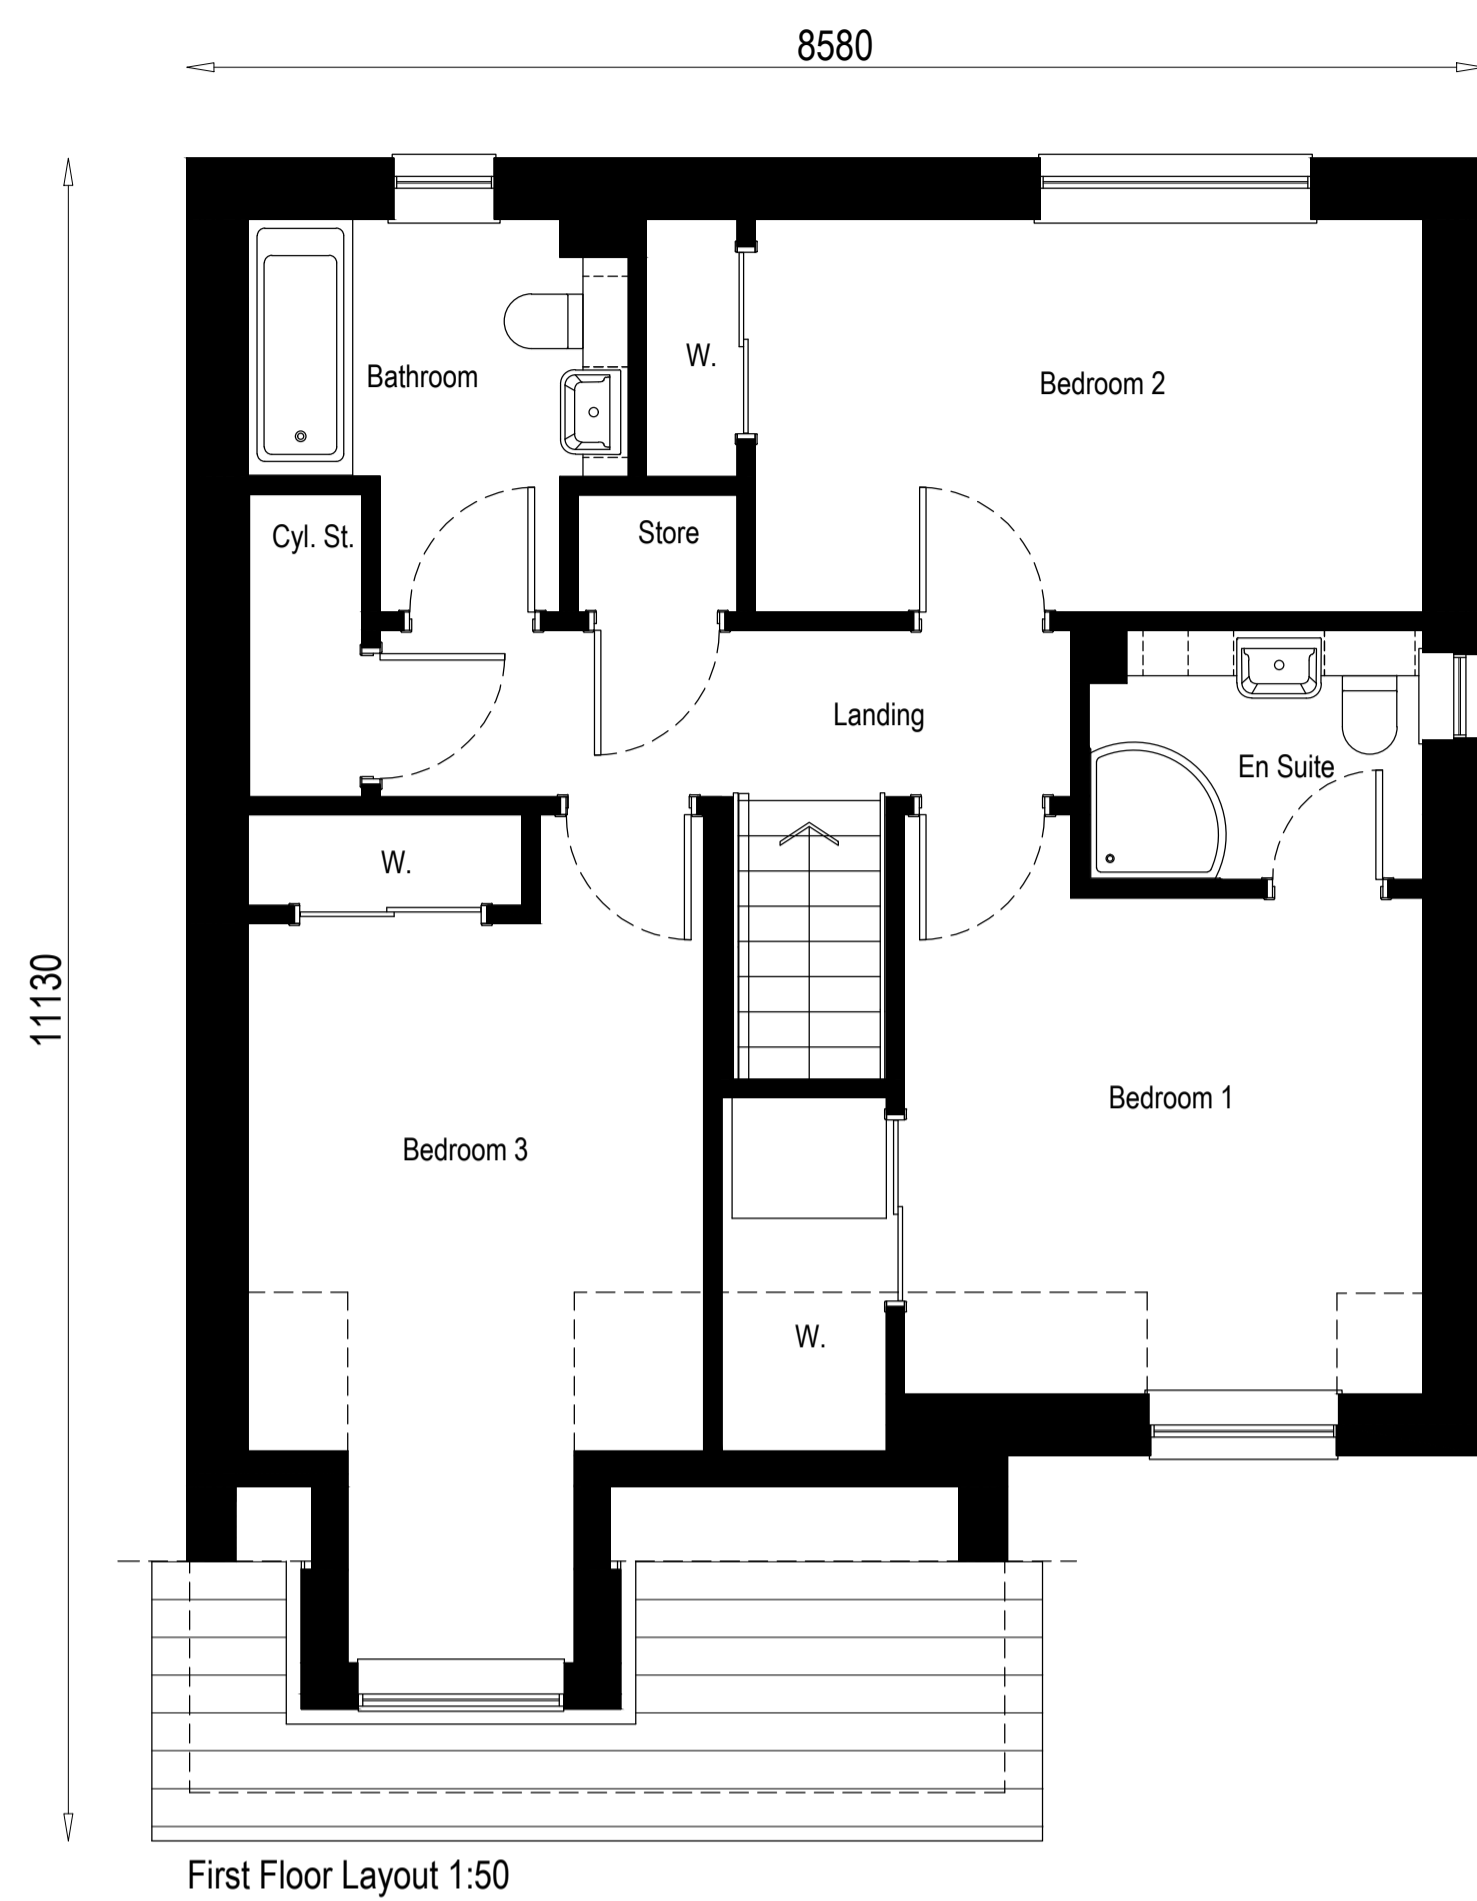 8580
W.
Bathroom
Bedroom 2
Cyl. St.
Store
Landing
En Suite
W.
11130
Bedroom 1
Bedroom 3
W.
First Floor Layout 1:50